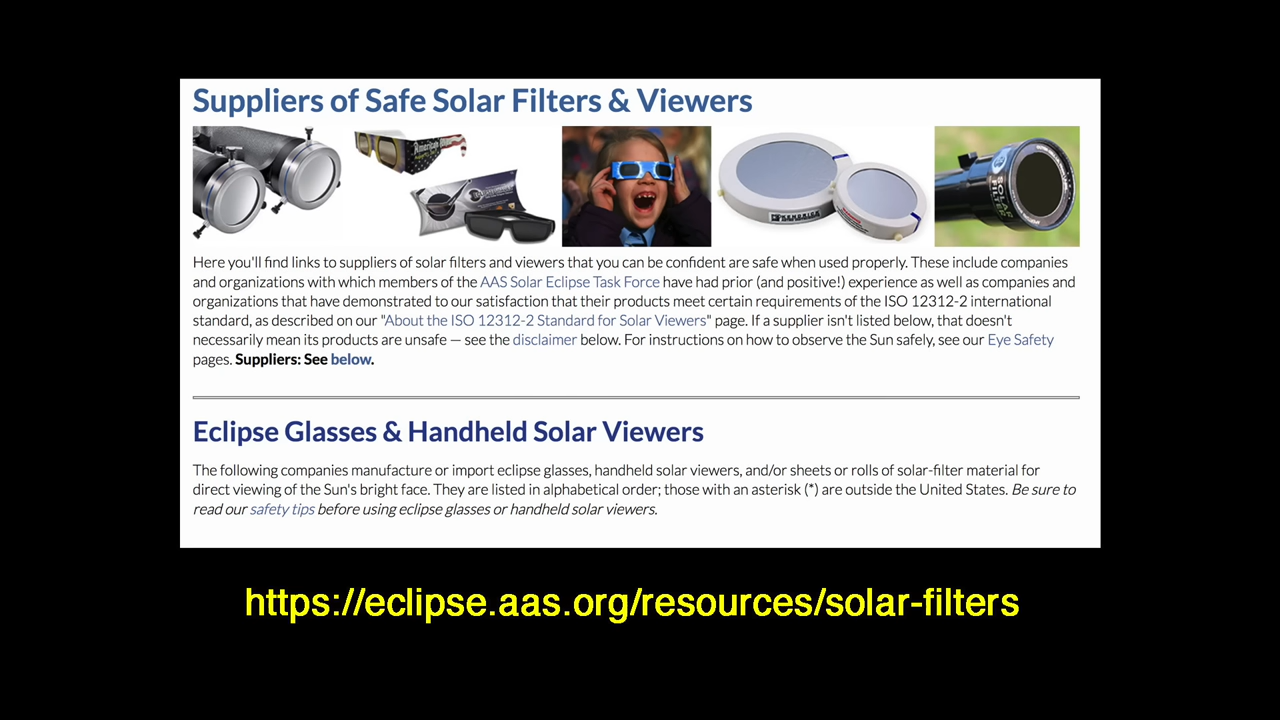 Suppliers of Safe Solar Filters & Viewers
American Made
Here you'll find links to suppliers of solar filters and viewers that you can be confident are safe when used properly. These include companies
and organizations with which members of the AAS Solar Eclipse Task Force have had prior (and positive!) experience as well as companies and
organizations that have demonstrated to our satisfaction that their products meet certain requirements of the ISO 12312-2 international
standard, as described on our "About the ISO 12312-2 Standard for Solar Viewers" page. If a supplier isn't listed below, that doesn't
necessarily mean its products are unsafe — see the disclaimer below. For instructions on how to observe the Sun safely, see our Eye Safety
pages. Suppliers: See below.
Eclipse Glasses & Handheld Solar Viewers
The following companies manufacture or import eclipse glasses, handheld solar viewers, and/or sheets or rolls of solar-filter material for
direct viewing of the Sun's bright face. They are listed in alphabetical order; those with an asterisk (*) are outside the United States. Be sure to
read our safety tips before using eclipse glasses or handheld solar viewers.
https://eclipse.aas.org/resources/solar-filters